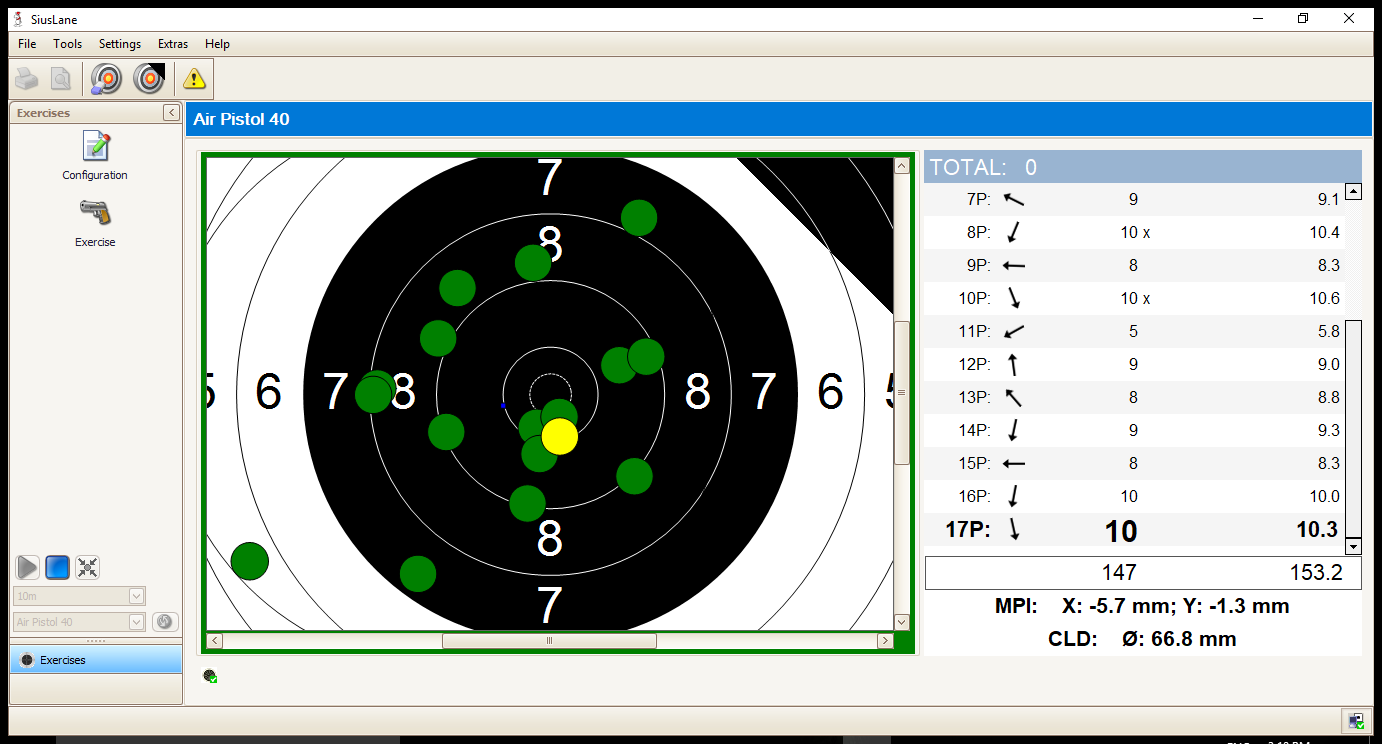 SiusLane
File Tools Settings Extras Help
Exercises
Configuration
Exercise
10m
Air Pistol 40
Exercises
Air Pistol 40
7
8
6 7 8 8 7 6
8
7
TOTAL: 0
7P: 9 9.1
8P: 10 x 10.4
9P: 8 8.3
10P: 10 x 10.6
11P: 5 5.8
12P: 9 9.0
13P: 8 8.8
14P: 9 9.3
15P: 8 8.3
16P: 10 10.0
17P: 10 10.3
147 153.2
MPI: X: -5.7 mm; Y: -1.3 mm
CLD: Ø: 66.8 mm